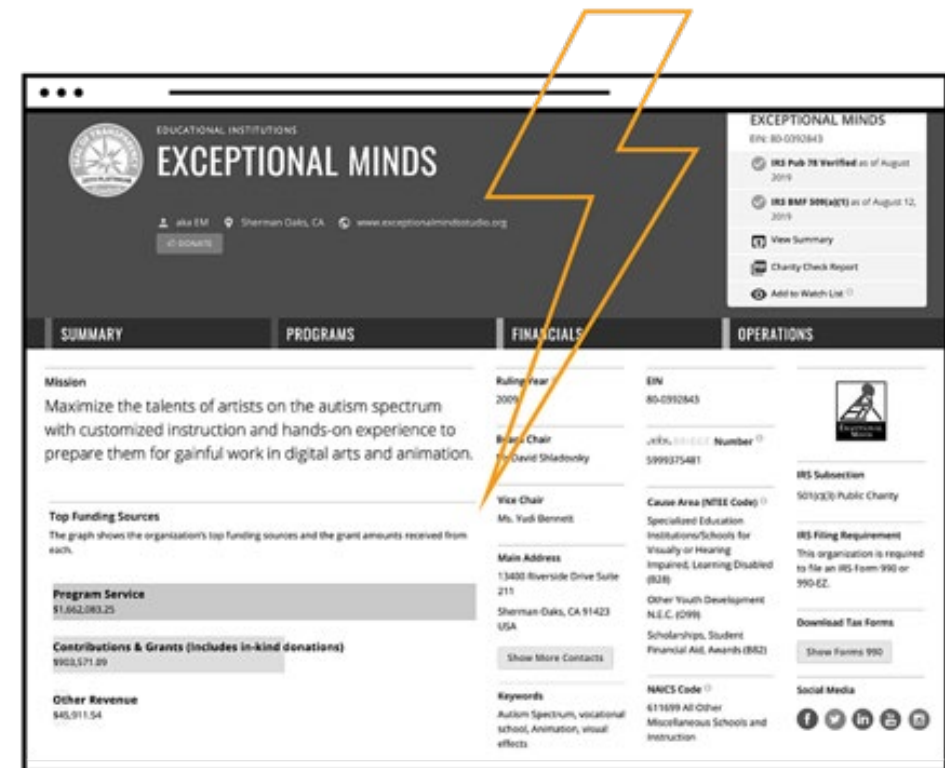 EDUCATIONAL INSTITUTIONS
EXCEPTIONAL MINDS
aka EM Sherman Oaks, CA www.exceptionalmindsstudio.org
DONATE
EXCEPTIONAL MINDS
EIN: 80-0392843
IRS Pub 78 Verified as of August
2019
IRS BMF 509(a)(1) as of August 12,
2019
View Summary
Charity Check Report
Add to Watch List
SUMMARY
PROGRAMS
FINANCIALS
OPERATIONS
Mission
Maximize the talents of artists on the autism spectrum
with customized instruction and hands-on experience to
prepare them for gainful work in digital arts and animation.
Top Funding Sources
The graph shows the organization's top funding sources and the grant amounts received from
each.
Program Service
$1,662,083.25
Contributions & Grants (Includes in-kind donations)
$903,571.09
Other Revenue
$45,911.54
Ruling Year
2009
Board Chair
David Shladovsky
Vice Chair
Ms. Yudi Bennett
Main Address
13400 Riverside Drive Suite
211
Sherman Oaks, CA 91423
USA
Show More Contacts
Keywords
Autism Spectrum, vocational
school, Animation, visual
effects
EIN
80-0392843
Number
5999375481
Cause Area (NTEE Code)
Specialized Education
Institutions/Schools for
Visually or Hearing
Impaired, Learning Disabled
(B28)
Other Youth Development
N.E.C. (O99)
Scholarships, Student
Financial Aid, Awards (B82)
NAICS Code
611699 All Other
Miscellaneous Schools and
Instruction
EXCEPTIONAL
MINDS
IRS Subsection
501(c)(3) Public Charity
IRS Filing Requirement
This organization is required
to file an IRS Form 990 or
990-EZ.
Download Tax Forms
Show Forms 990
Social Media